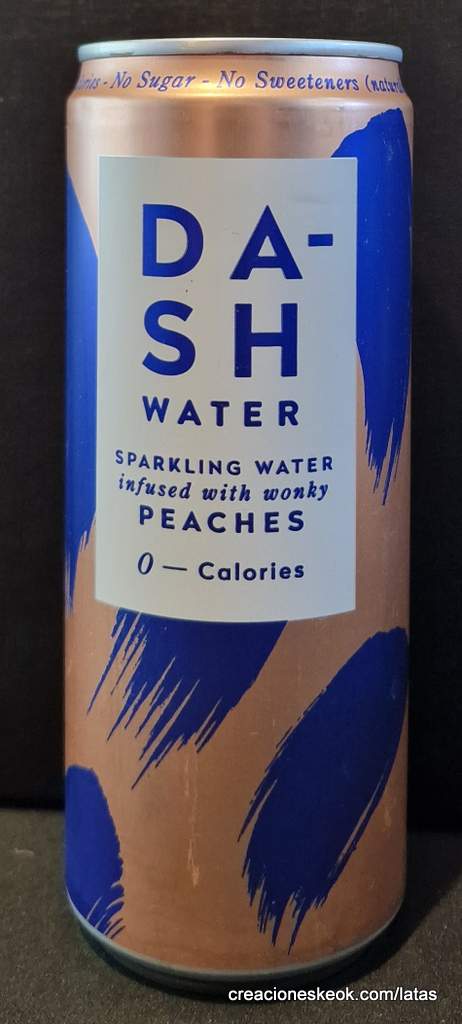 - No Sugar - No Sweeteners
DA-
SH
WATER
SPARKLING WATER
infused with wonky
PEACHES
0 — Calories
creacioneskeok.com/latas